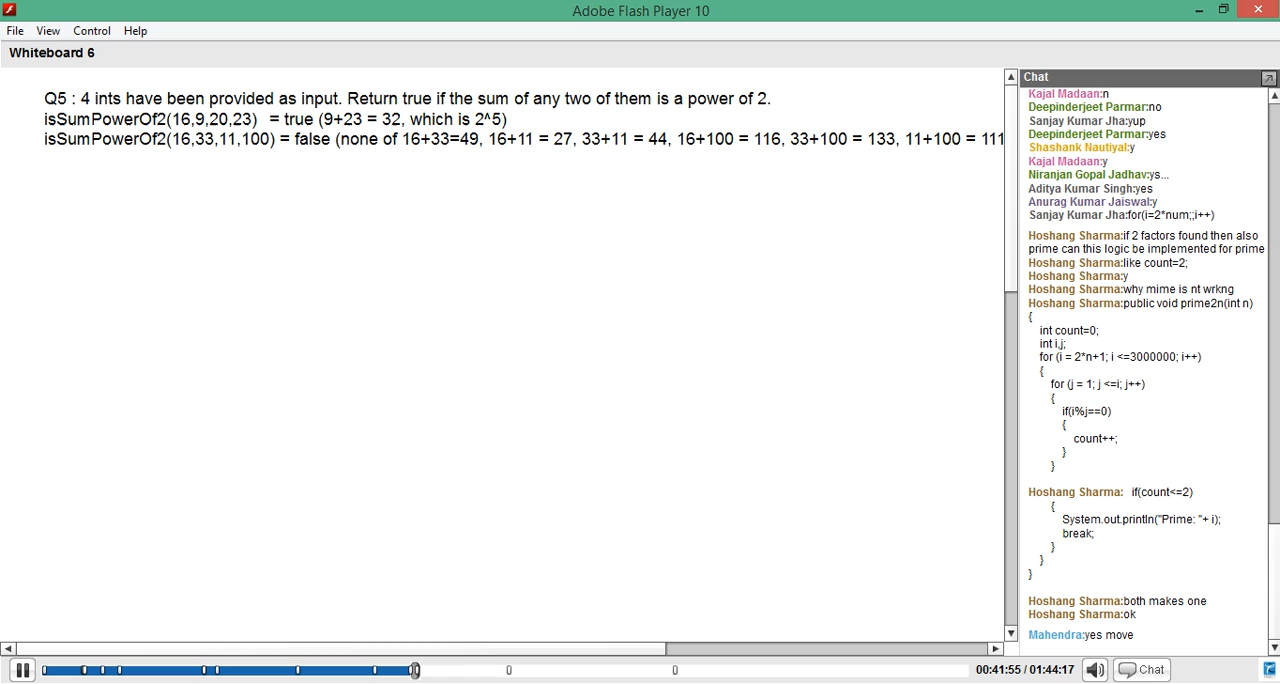 Adobe Flash Player 10
File View Control Help
Whiteboard 6
Q5 : 4 ints have been provided as input. Return true if the sum of any two of them is a power of 2.
isSumPowerOf2(16,9,20,23) = true (9+23 = 32, which is 2^5)
isSumPowerOf2(16,33,11,100) = false (none of 16+33=49, 16+11 = 27, 33+11 = 44, 16+100 = 116, 33+100 = 133, 11+100 = 111
Chat
Kajal Madaan:n
Deepinderjeet Parmar:no
Sanjay Kumar Jha:yup
Deepinderjeet Parmar:yes
Shashank Nautiyal:y
Kajal Madaan:y
Niranjan Gopal Jadhav:ys...
Aditya Kumar Singh:yes
Anurag Kumar Jaiswal:y
Sanjay Kumar Jha:for(i=2*num;;i++)
Hoshang Sharma:if 2 factors found then also
prime can this logic be implemented for prime
Hoshang Sharma:like count=2;
Hoshang Sharma:y
Hoshang Sharma:why mime is nt wrkng
Hoshang Sharma:public void prime2n(int n)
{
int count=0;
int i,j;
for (i = 2*n+1; i <=3000000; i++)
{
for (j = 1; j <=i; j++)
{
if(i%j==0)
{
count++;
}
}
Hoshang Sharma: if(count<=2)
{
System.out.println("Prime: "+ i);
break;
}
}
}
Hoshang Sharma:both makes one
Hoshang Sharma:ok
Mahendra:yes move
00:41:55 / 01:44:17
Chat